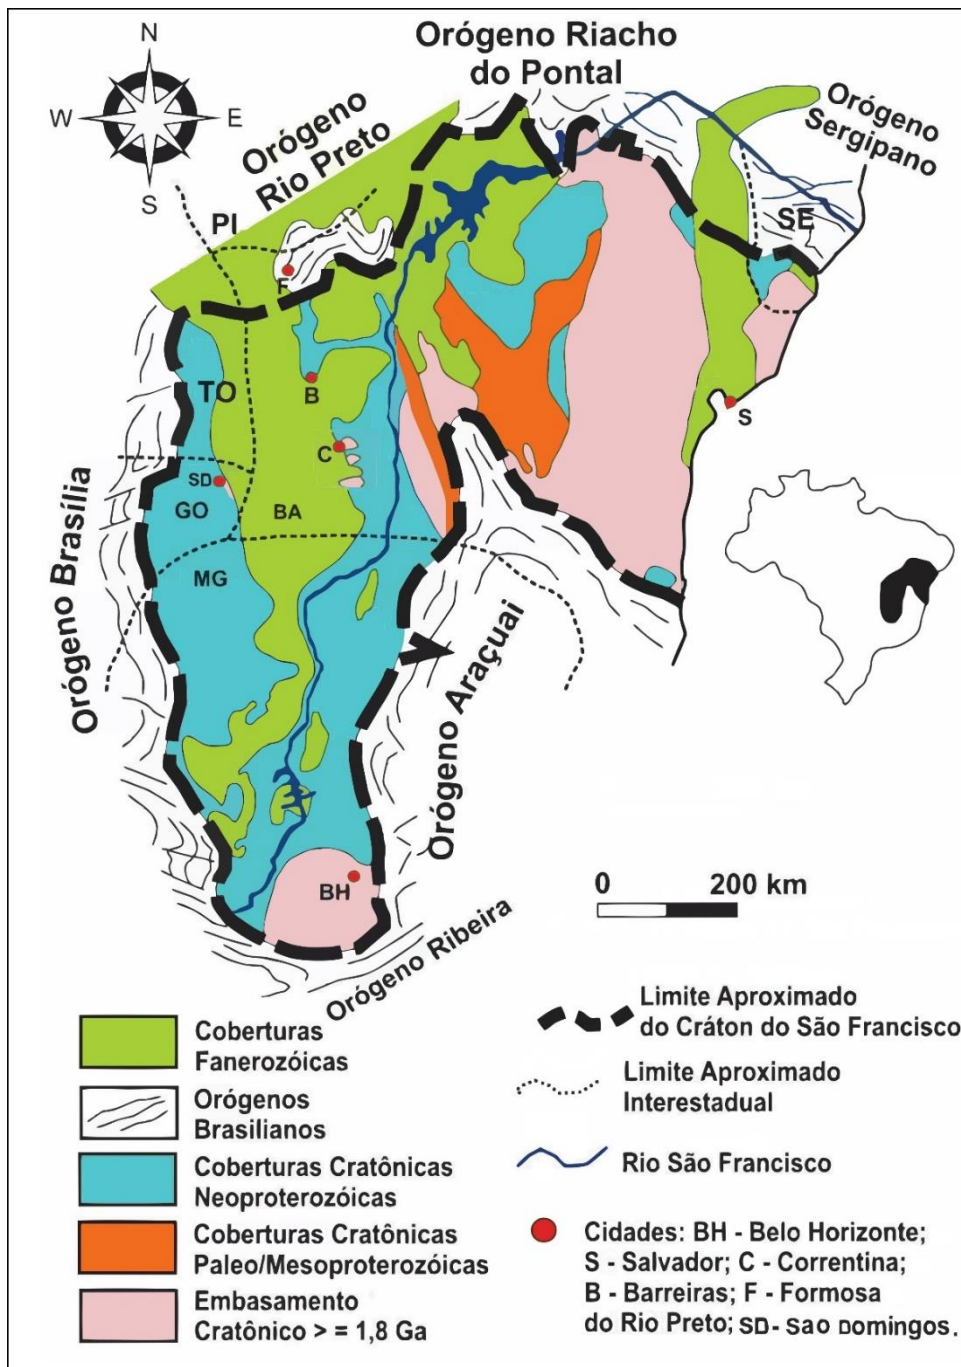 N
W
E
S
Orógeno Riacho
do Pontal
Orógeno
Rio Preto
Orógeno
Sergipano
PI
SE
F
TO
B
S
C
SD
GO
BA
MG
Orógeno Brasília
Orógeno Araçuai
BH
0 200 km
Orógeno Ribeira
Coberturas
Fanerozóicas
Orógenos
Brasilianos
Coberturas Cratônicas
Neoproterozóicas
Coberturas Cratônicas
Paleo/Mesoproterozóicas
Embasamento
Cratônico > = 1,8 Ga
Limite Aproximado
do Cráton do São Francisco
Limite Aproximado
Interestadual
Rio São Francisco
Cidades: BH - Belo Horizonte;
S - Salvador; C - Correntina;
B - Barreiras; F - Formosa
do Rio Preto; SD- Sao Domingos.